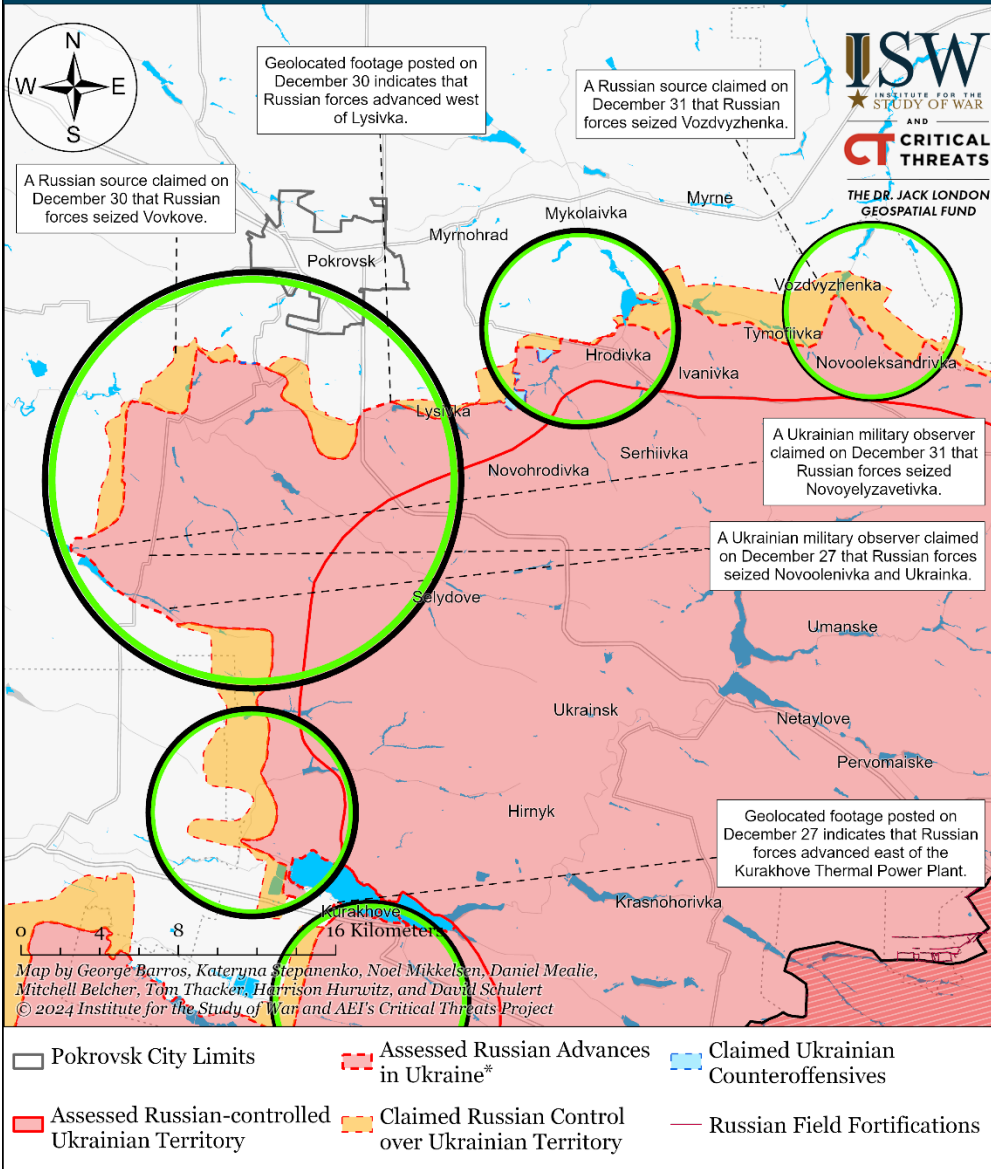 N
W
E
S
Geolocated footage posted on
December 30 indicates that
Russian forces advanced west
of Lysivka.
A Russian source claimed on
December 31 that Russian
forces seized Vozdvyzhenka.
ISW
INSTITUTE FOR THE
STUDY OF WAR
AND
CT CRITICAL
THREATS
THE DR. JACK LONDON
GEOSPATIAL FUND
A Russian source claimed on
December 30 that Russian
forces seized Vovkove.
Myrne
Mykolaivka
Myrnohrad
Pokrovsk
Vozdvyzhenka
Tymofiivka
Hrodivka
Novooleksandrivka
Ivanivka
Lysivka
Serhiivka
Novohrodivka
A Ukrainian military observer
claimed on December 31 that
Russian forces seized
Novoyelyzavetivka.
A Ukrainian military observer claimed
on December 27 that Russian forces
seized Novoolenivka and Ukrainka.
Selydove
Umanske
Ukrainsk
Netaylove
Pervomaiske
Hirnyk
Geolocated footage posted on
December 27 indicates that Russian
forces advanced east of the
Kurakhove Thermal Power Plant.
Krasnohorivka
Kurakhove
0 4 8 16 Kilometers
Map by George Barros, Kateryna Stepanenko, Noel Mikkelsen, Daniel Mealie,
Mitchell Belcher, Tom Thacker, Harrison Hurwitz, and David Schulert
© 2024 Institute for the Study of War and AEI's Critical Threats Project
Pokrovsk City Limits
Assessed Russian Advances
in Ukraine*
Claimed Ukrainian
Counteroffensives
Assessed Russian-controlled
Ukrainian Territory
Claimed Russian Control
over Ukrainian Territory
Russian Field Fortifications